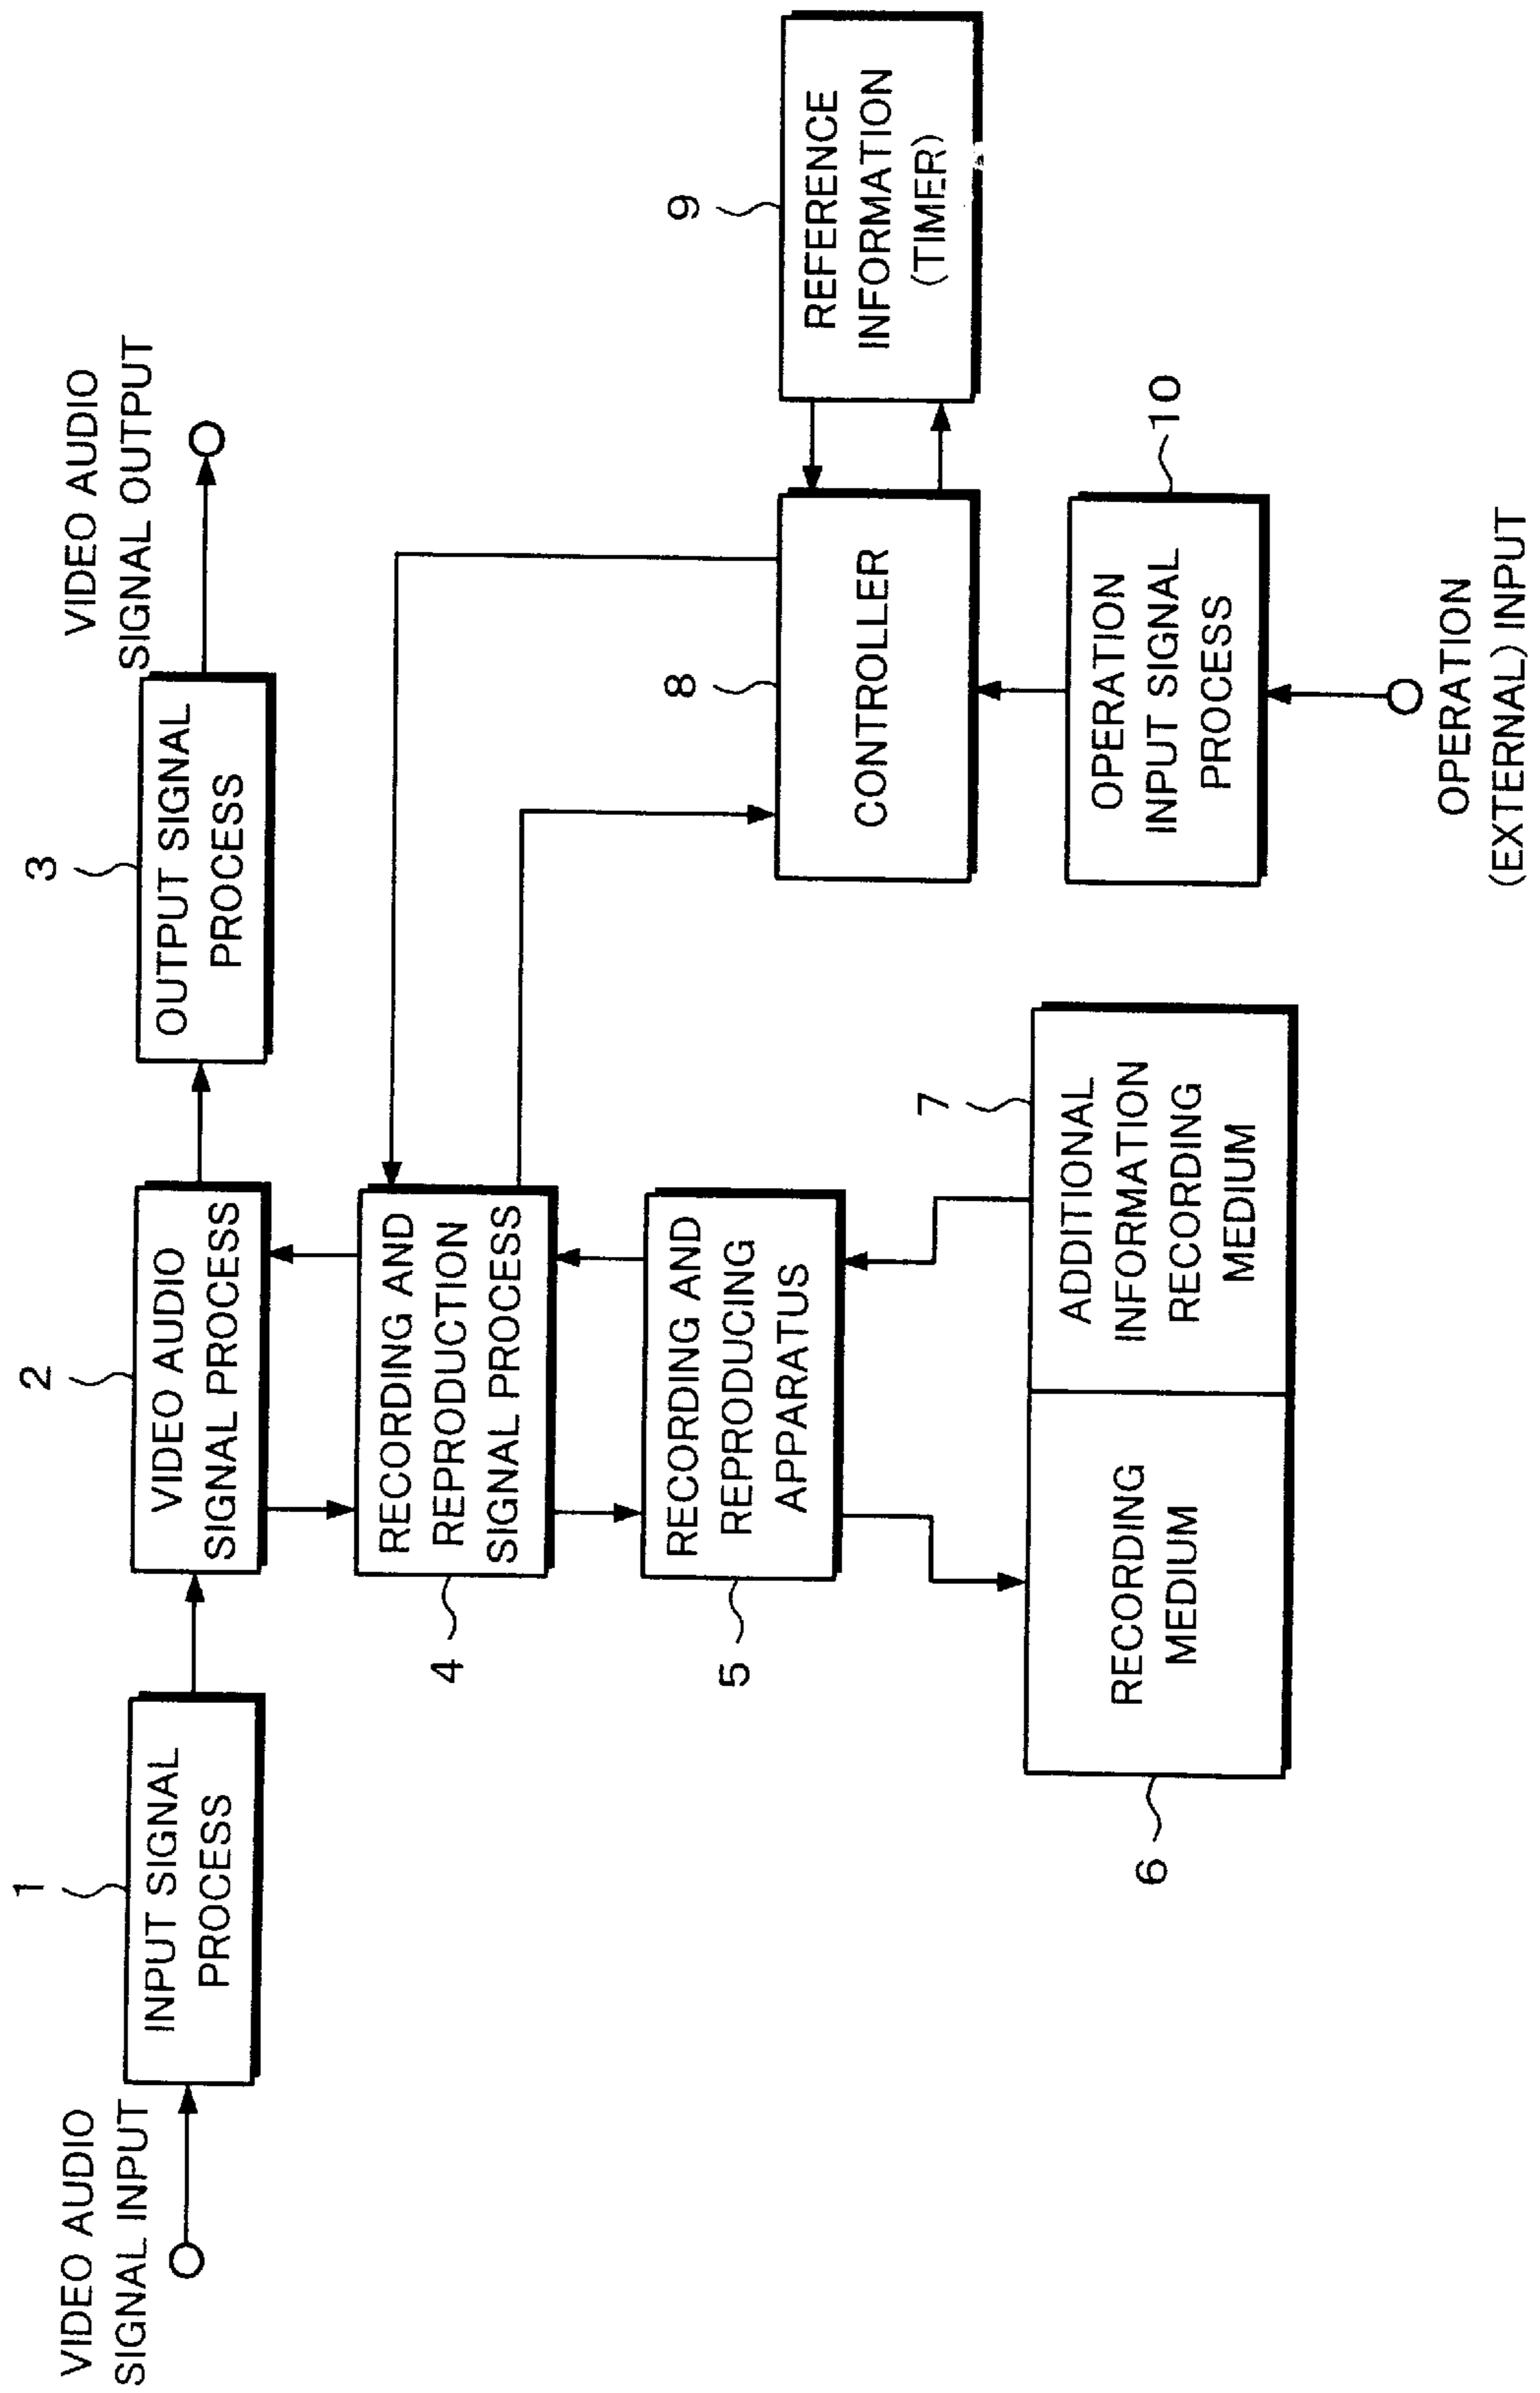 VIDEO AUDIO
SIGNAL INPUT
1
INPUT SIGNAL
PROCESS
2
VIDEO AUDIO
SIGNAL PROCESS
3
OUTPUT SIGNAL
PROCESS
VIDEO AUDIO
SIGNAL OUTPUT
4
RECORDING AND
REPRODUCTION
SIGNAL PROCESS
5
RECORDING AND
REPRODUCING
APPARATUS
6
RECORDING
MEDIUM
7
ADDITIONAL
INFORMATION
RECORDING
MEDIUM
8
CONTROLLER
9
REFERENCE
INFORMATION
(TIMER)
10
OPERATION
INPUT SIGNAL
PROCESS
OPERATION
(EXTERNAL) INPUT